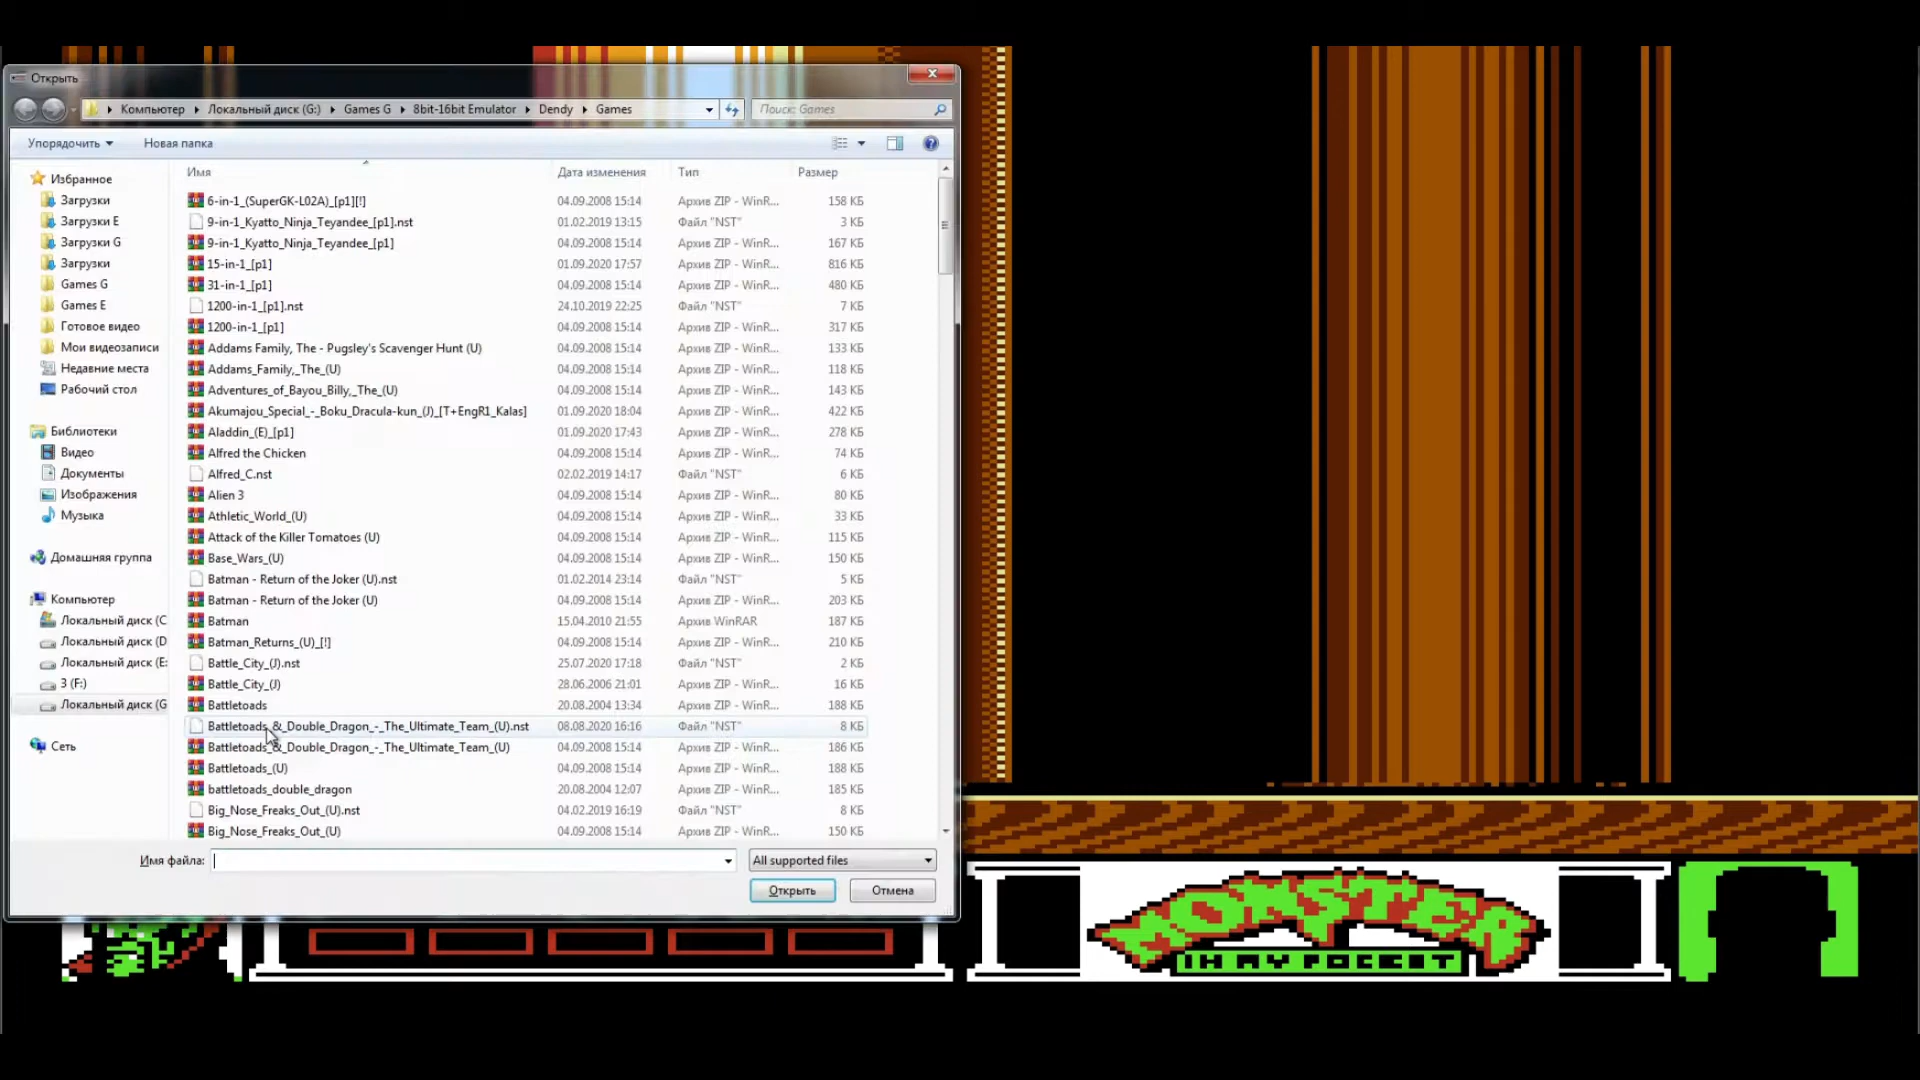 Открыть
Компьютер Локальный диск (G:) Games G 8bit-16bit Emulator Dendy Games
Поиск: Games
Упорядочить Новая папка
Имя Дата изменения Тип Размер
Избранное
Загрузки
Загрузки E
Загрузки G
Загрузки
Games G
Games E
Готовое видео
Мои видеозаписи
Недавние места
Рабочий стол
Библиотеки
Видео
Документы
Изображения
Музыка
Домашняя группа
Компьютер
Локальный диск (C
Локальный диск (D
Локальный диск (E:
3 (F:)
Локальный диск (G
Сеть
6-in-1_(SuperGK-L02A)_[p1][!] 04.09.2008 15:14 Архив ZIP - WinR... 158 КБ
9-in-1_Kyatto_Ninja_Teyandee_[p1].nst 01.02.2019 13:15 Файл "NST" 3 КБ
9-in-1_Kyatto_Ninja_Teyandee_[p1] 04.09.2008 15:14 Архив ZIP - WinR... 167 КБ
15-in-1_[p1] 01.09.2020 17:57 Архив ZIP - WinR... 816 КБ
31-in-1_[p1] 04.09.2008 15:14 Архив ZIP - WinR... 480 КБ
1200-in-1_[p1].nst 24.10.2019 22:25 Файл "NST" 7 КБ
1200-in-1_[p1] 04.09.2008 15:14 Архив ZIP - WinR... 317 КБ
Addams Family, The - Pugsley's Scavenger Hunt (U) 04.09.2008 15:14 Архив ZIP - WinR... 133 КБ
Addams_Family,_The_(U) 04.09.2008 15:14 Архив ZIP - WinR... 118 КБ
Adventures_of_Bayou_Billy,_The_(U) 04.09.2008 15:14 Архив ZIP - WinR... 143 КБ
Akumajou_Special_-_Boku_Dracula-kun_(J)_[T+EngR1_Kalas] 01.09.2020 18:04 Архив ZIP - WinR... 422 КБ
Aladdin_(E)_[p1] 01.09.2020 17:43 Архив ZIP - WinR... 278 КБ
Alfred the Chicken 04.09.2008 15:14 Архив ZIP - WinR... 74 КБ
Alfred_C.nst 02.02.2019 14:17 Файл "NST" 6 КБ
Alien 3 04.09.2008 15:14 Архив ZIP - WinR... 80 КБ
Athletic_World_(U) 04.09.2008 15:14 Архив ZIP - WinR... 33 КБ
Attack of the Killer Tomatoes (U) 04.09.2008 15:14 Архив ZIP - WinR... 115 КБ
Base_Wars_(U) 04.09.2008 15:14 Архив ZIP - WinR... 150 КБ
Batman - Return of the Joker (U).nst 01.02.2014 23:14 Файл "NST" 5 КБ
Batman - Return of the Joker (U) 04.09.2008 15:14 Архив ZIP - WinR... 203 КБ
Batman 15.04.2010 21:55 Архив WinRAR 187 КБ
Batman_Returns_(U)_[!] 04.09.2008 15:14 Архив ZIP - WinR... 210 КБ
Battle_City_(J).nst 25.07.2020 17:18 Файл "NST" 2 КБ
Battle_City_(J) 28.06.2006 21:01 Архив ZIP - WinR... 16 КБ
Battletoads 20.08.2004 13:34 Архив ZIP - WinR... 188 КБ
Battletoads_&_Double_Dragon_-_The_Ultimate_Team_(U).nst 08.08.2020 16:16 Файл "NST" 8 КБ
Battletoads_&_Double_Dragon_-_The_Ultimate_Team_(U) 04.09.2008 15:14 Архив ZIP - WinR... 186 КБ
Battletoads_(U) 04.09.2008 15:14 Архив ZIP - WinR... 188 КБ
battletoads_double_dragon 20.08.2004 12:07 Архив ZIP - WinR... 185 КБ
Big_Nose_Freaks_Out_(U).nst 04.02.2019 16:19 Файл "NST" 8 КБ
Big_Nose_Freaks_Out_(U) 04.09.2008 15:14 Архив ZIP - WinR... 150 КБ
Имя файла: All supported files
Открыть Отмена
MONSTER
IN MY POCKET